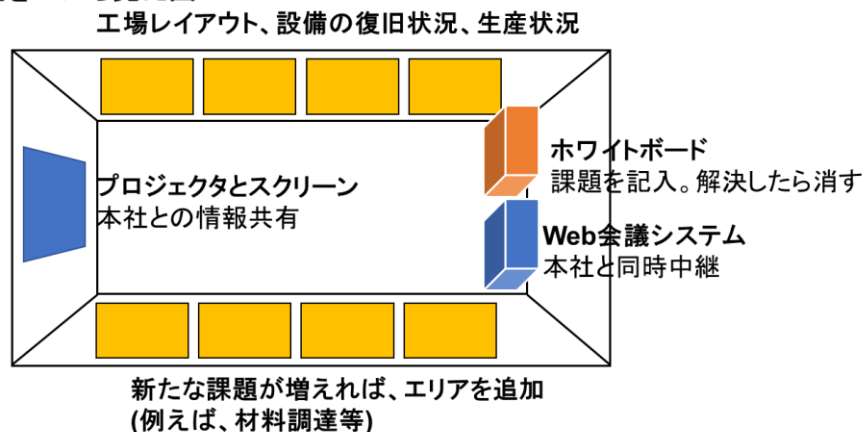 工場レイアウト、設備の復旧状況、生産状況
プロジェクタとスクリーン
本社との情報共有
ホワイトボード
課題を記入。解決したら消す
Web会議システム
本社と同時中継
新たな課題が増えれば、エリアを追加
(例えば、材料調達等)